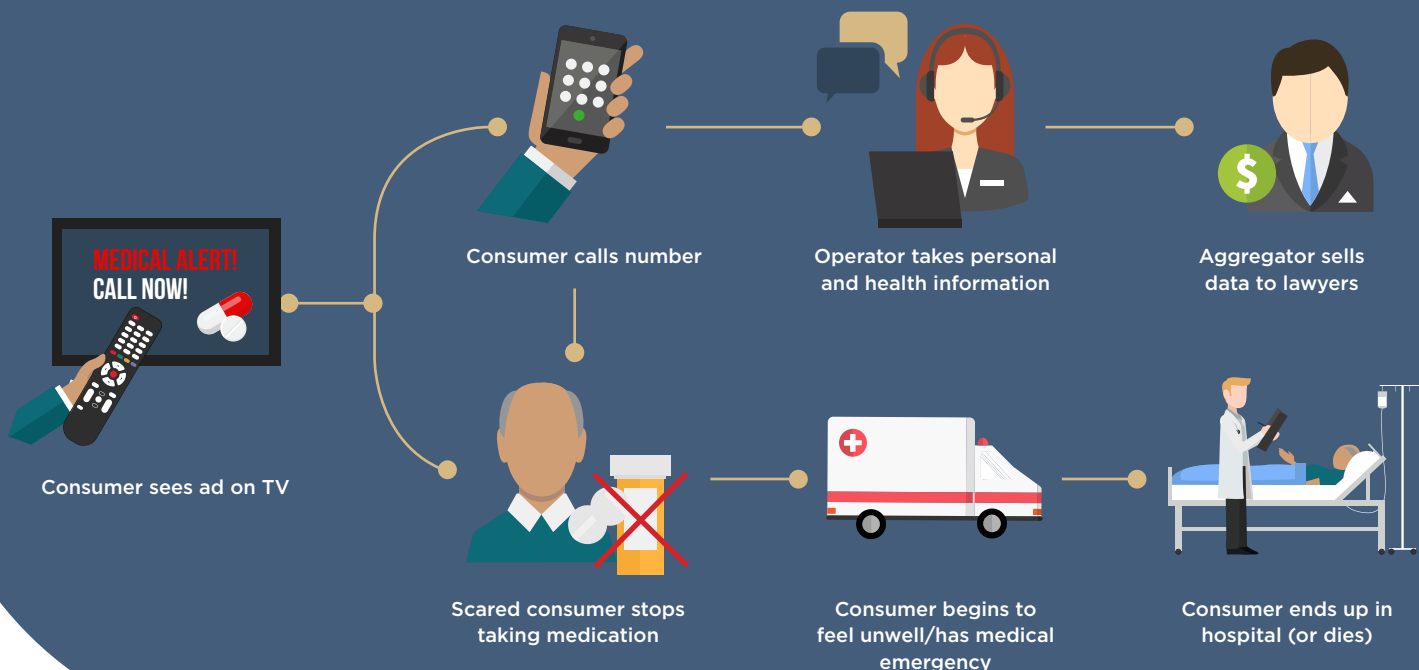 MEDICAL ALERT!
CALL NOW!
Consumer sees ad on TV
Consumer calls number
Operator takes personal
and health information
$
Aggregator sells
data to lawyers
Scared consumer stops
taking medication
Consumer begins to
feel unwell/has medical
emergency
Consumer ends up in
hospital (or dies)